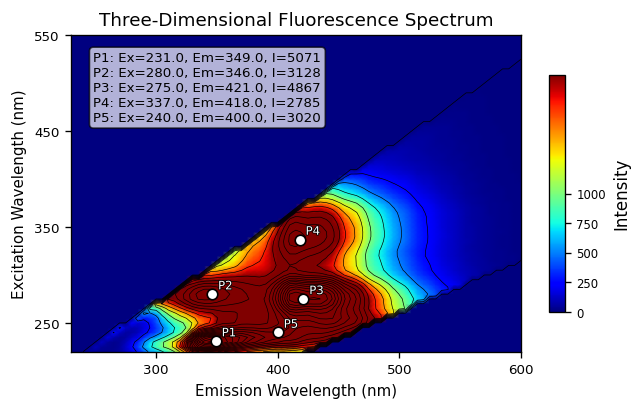 Three-Dimensional Fluorescence Spectrum
550
450
350
250
Excitation Wavelength (nm)
P1: Ex=231.0, Em=349.0, I=5071
P2: Ex=280.0, Em=346.0, I=3128
P3: Ex=275.0, Em=421.0, I=4867
P4: Ex=337.0, Em=418.0, I=2785
P5: Ex=240.0, Em=400.0, I=3020
P4
P2
P3
P5
P1
300
400
500
600
Emission Wavelength (nm)
1000
750
500
250
0
Intensity